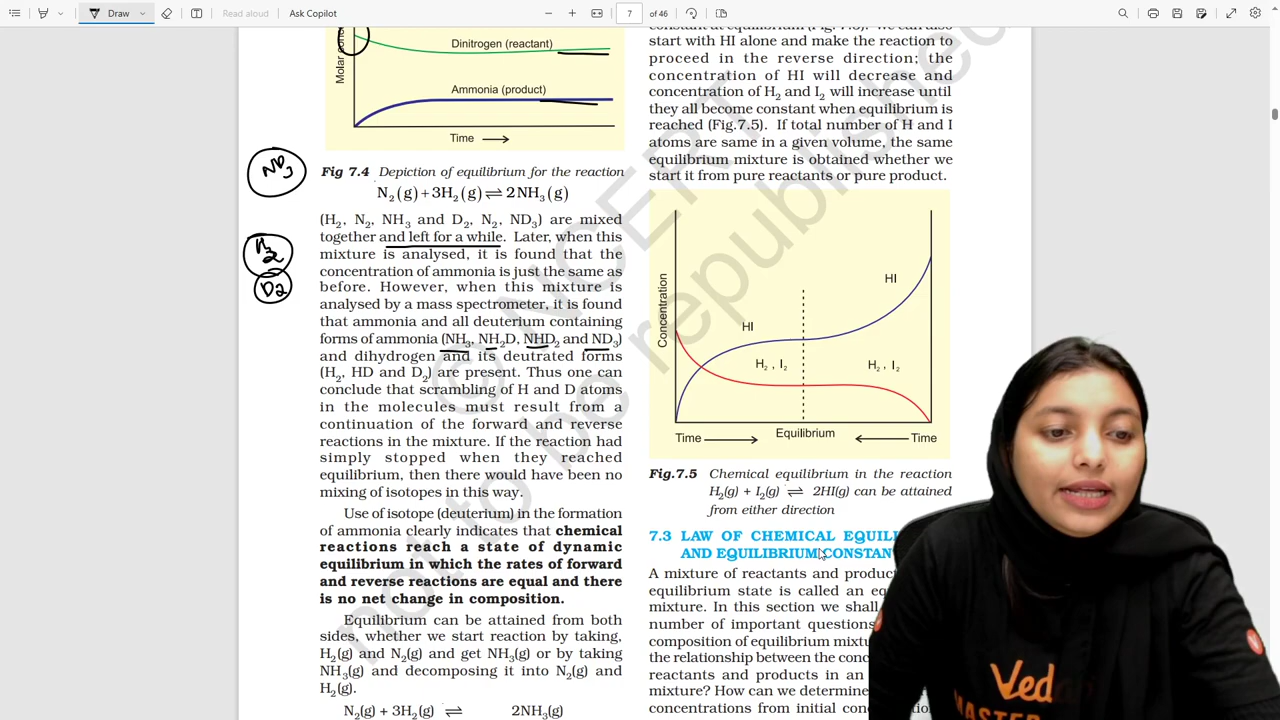 Draw
Read aloud
Ask Copilot
7
of 46
Molar
Dinitrogen (reactant)
Ammonia (product)
Time
Fig 7.4 Depiction of equilibrium for the reaction
N2(g)+3H2(g)⇌2NH3(g)
ND3
H2
D2
(H2, N2, NH3 and D2, N2, ND3) are mixed
together and left for a while. Later, when this
mixture is analysed, it is found that the
concentration of ammonia is just the same as
before. However, when this mixture is
analysed by a mass spectrometer, it is found
that ammonia and all deuterium containing
forms of ammonia (NH3, NH2D, NHD2 and ND3)
and dihydrogen and its deutrated forms
(H2, HD and D2) are present. Thus one can
conclude that scrambling of H and D atoms
in the molecules must result from a
continuation of the forward and reverse
reactions in the mixture. If the reaction had
simply stopped when they reached
equilibrium, then there would have been no
mixing of isotopes in this way.
Use of isotope (deuterium) in the formation
of ammonia clearly indicates that chemical
reactions reach a state of dynamic
equilibrium in which the rates of forward
and reverse reactions are equal and there
is no net change in composition.
Equilibrium can be attained from both
sides, whether we start reaction by taking,
H2(g) and N2(g) and get NH3(g) or by taking
NH3(g) and decomposing it into N2(g) and
H2(g).
N2(g) + 3H2(g) ⇌ 2NH3(g)
start with HI alone and make the reaction to
proceed in the reverse direction; the
concentration of HI will decrease and
concentration of H2 and I2 will increase until
they all become constant when equilibrium is
reached (Fig.7.5). If total number of H and I
atoms are same in a given volume, the same
equilibrium mixture is obtained whether we
start it from pure reactants or pure product.
Concentration
HI
HI
H2 , I2
H2 , I2
Time
Equilibrium
Time
Fig.7.5 Chemical equilibrium in the reaction
H2(g) + I2(g) ⇌ 2HI(g) can be attained
from either direction
7.3 LAW OF CHEMICAL EQUILI
AND EQUILIBRIUM CONSTAN
A mixture of reactants and produc
equilibrium state is called an eq
mixture. In this section we shall
number of important questions
composition of equilibrium mixtu
the relationship between the conc
reactants and products in an
mixture? How can we determine
concentrations from initial conc
© NCERT
not to be republished
Ved
MASTER